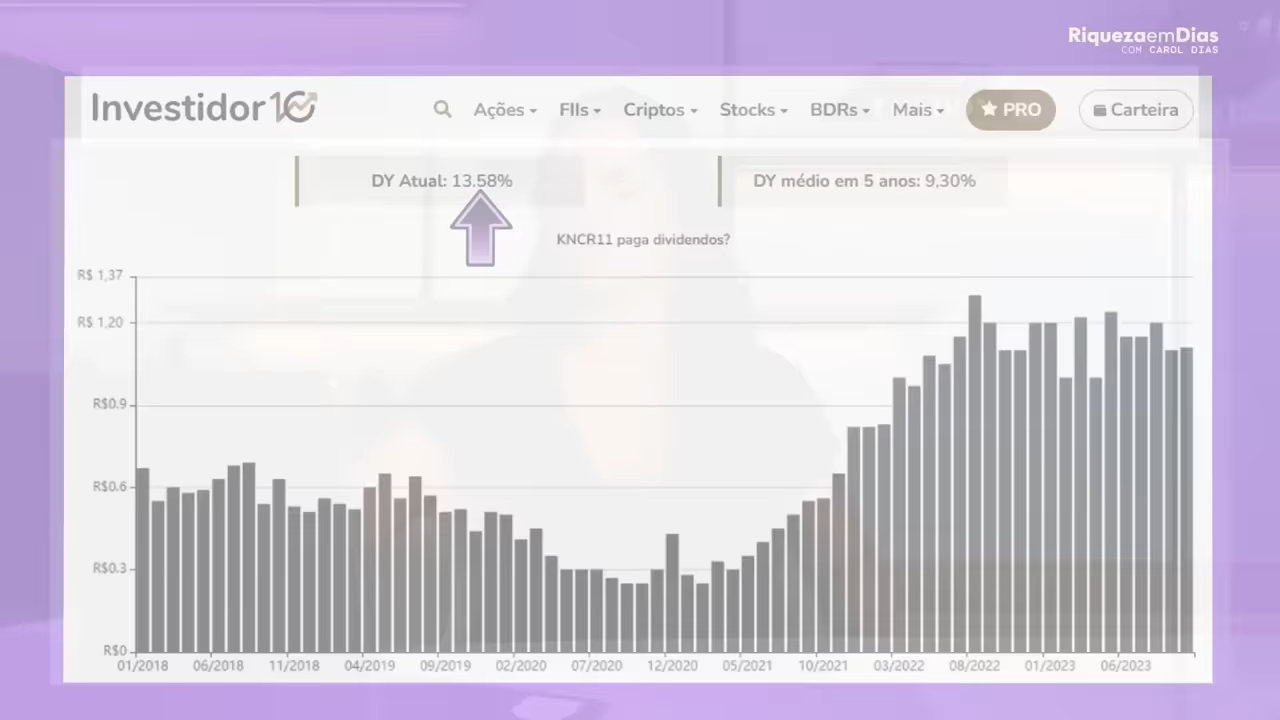 RiquezaemDias
COM CAROL DIAS
Investidor 10
Ações
FIIs
Criptos
Stocks
BDRs
Mais
PRO
Carteira
DY Atual: 13.58%
DY médio em 5 anos: 9,30%
KNCR11 paga dividendos?
R$ 1,37
R$ 1,20
R$0.9
R$0.6
R$0.3
R$0
01/2018 06/2018 11/2018 04/2019 09/2019 02/2020 07/2020 12/2020 05/2021 10/2021 03/2022 08/2022 01/2023 06/2023